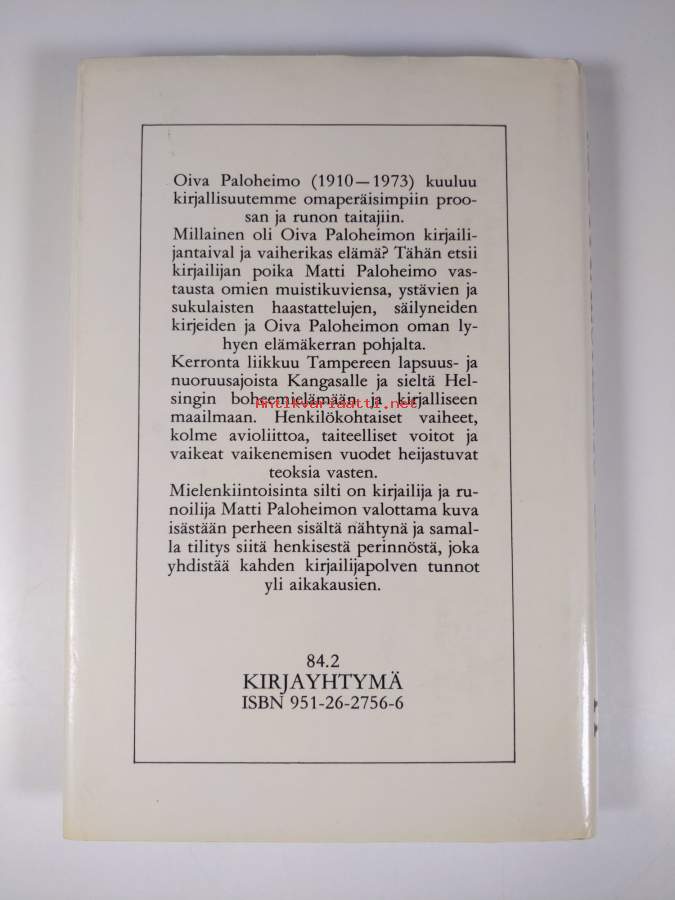 Oiva Paloheimo (1910—1973) kuuluu
kirjallisuutemme omaperäisimpiin proo-
san ja runon taitajiin.
Millainen oli Oiva Paloheimon kirjaili-
jantaival ja vaiherikas elämä? Tähän etsii
kirjailijan poika Matti Paloheimo vas-
tausta omien muistikuviensa, ystävien ja
sukulaisten haastattelujen, säilyneiden
kirjeiden ja Oiva Paloheimon oman ly-
hyen elämäkerran pohjalta.
Kerronta liikkuu Tampereen lapsuus- ja
nuoruusajoista Kangasalle ja sieltä Hel-
singin boheemielämään ja kirjalliseen
Antikvariaatti.net
maailmaan. Henkilökohtaiset vaiheet,
kolme avioliittoa, taiteelliset voitot ja
vaikeat vaikenemisen vuodet heijastuvat
teoksia vasten.
Mielenkiintoisinta silti on kirjailija ja ru-
noilija Matti Paloheimon valottama kuva
isästään perheen sisältä nähtynä ja samal-
la tilitys siitä henkisestä perinnöstä, joka
yhdistää kahden kirjailijapolven tunnot
yli aikakausien.
84.2
KIRJAYHTYMÄ
ISBN 951-26-2756-6